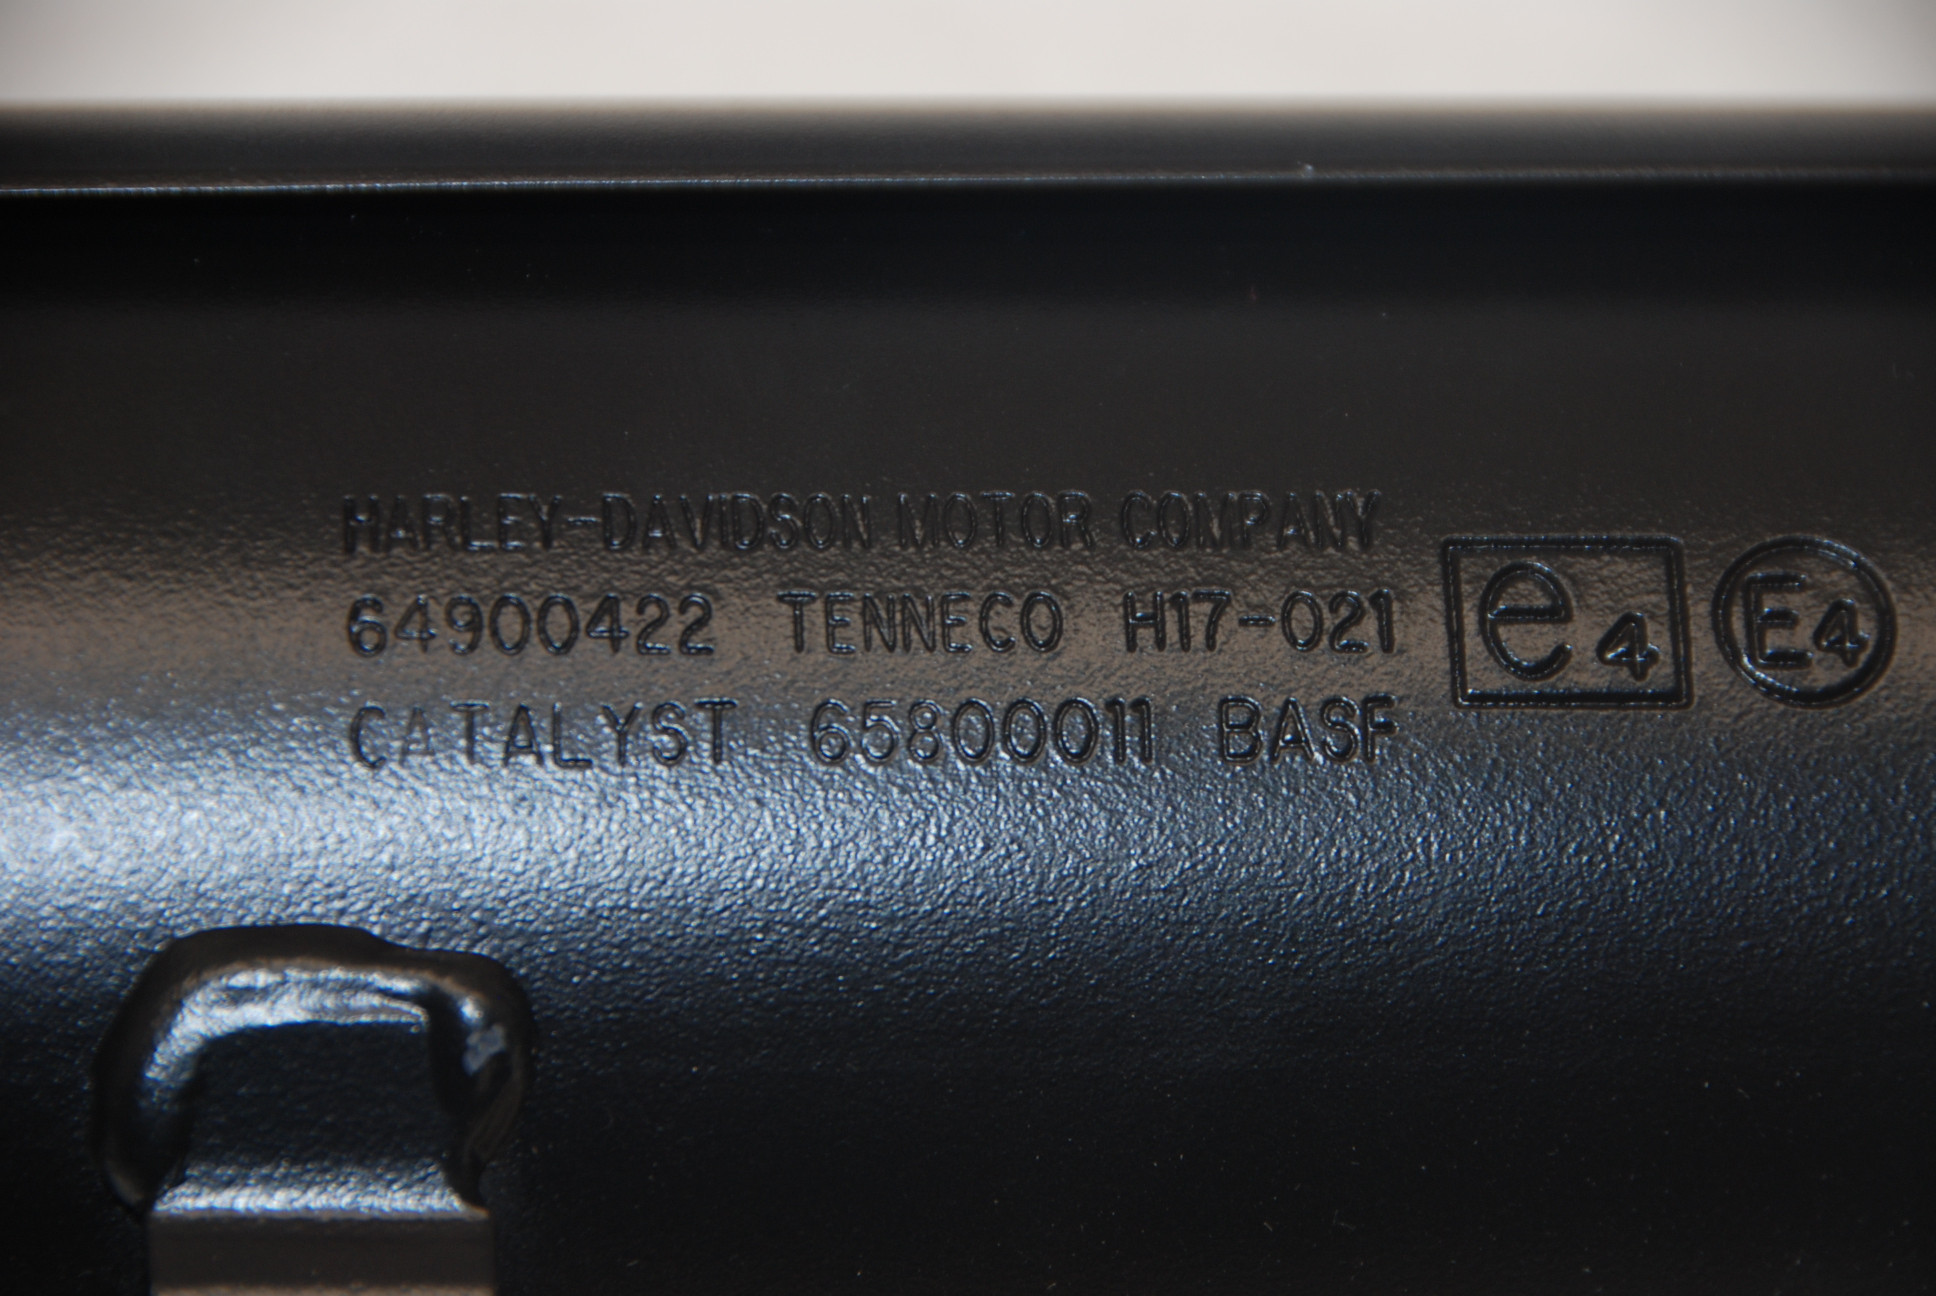 HARLEY-DAVIDSON MOTOR COMPANY
64900422 TENNECO H17-021
CATALYST 65800011 BASF
e4 E4